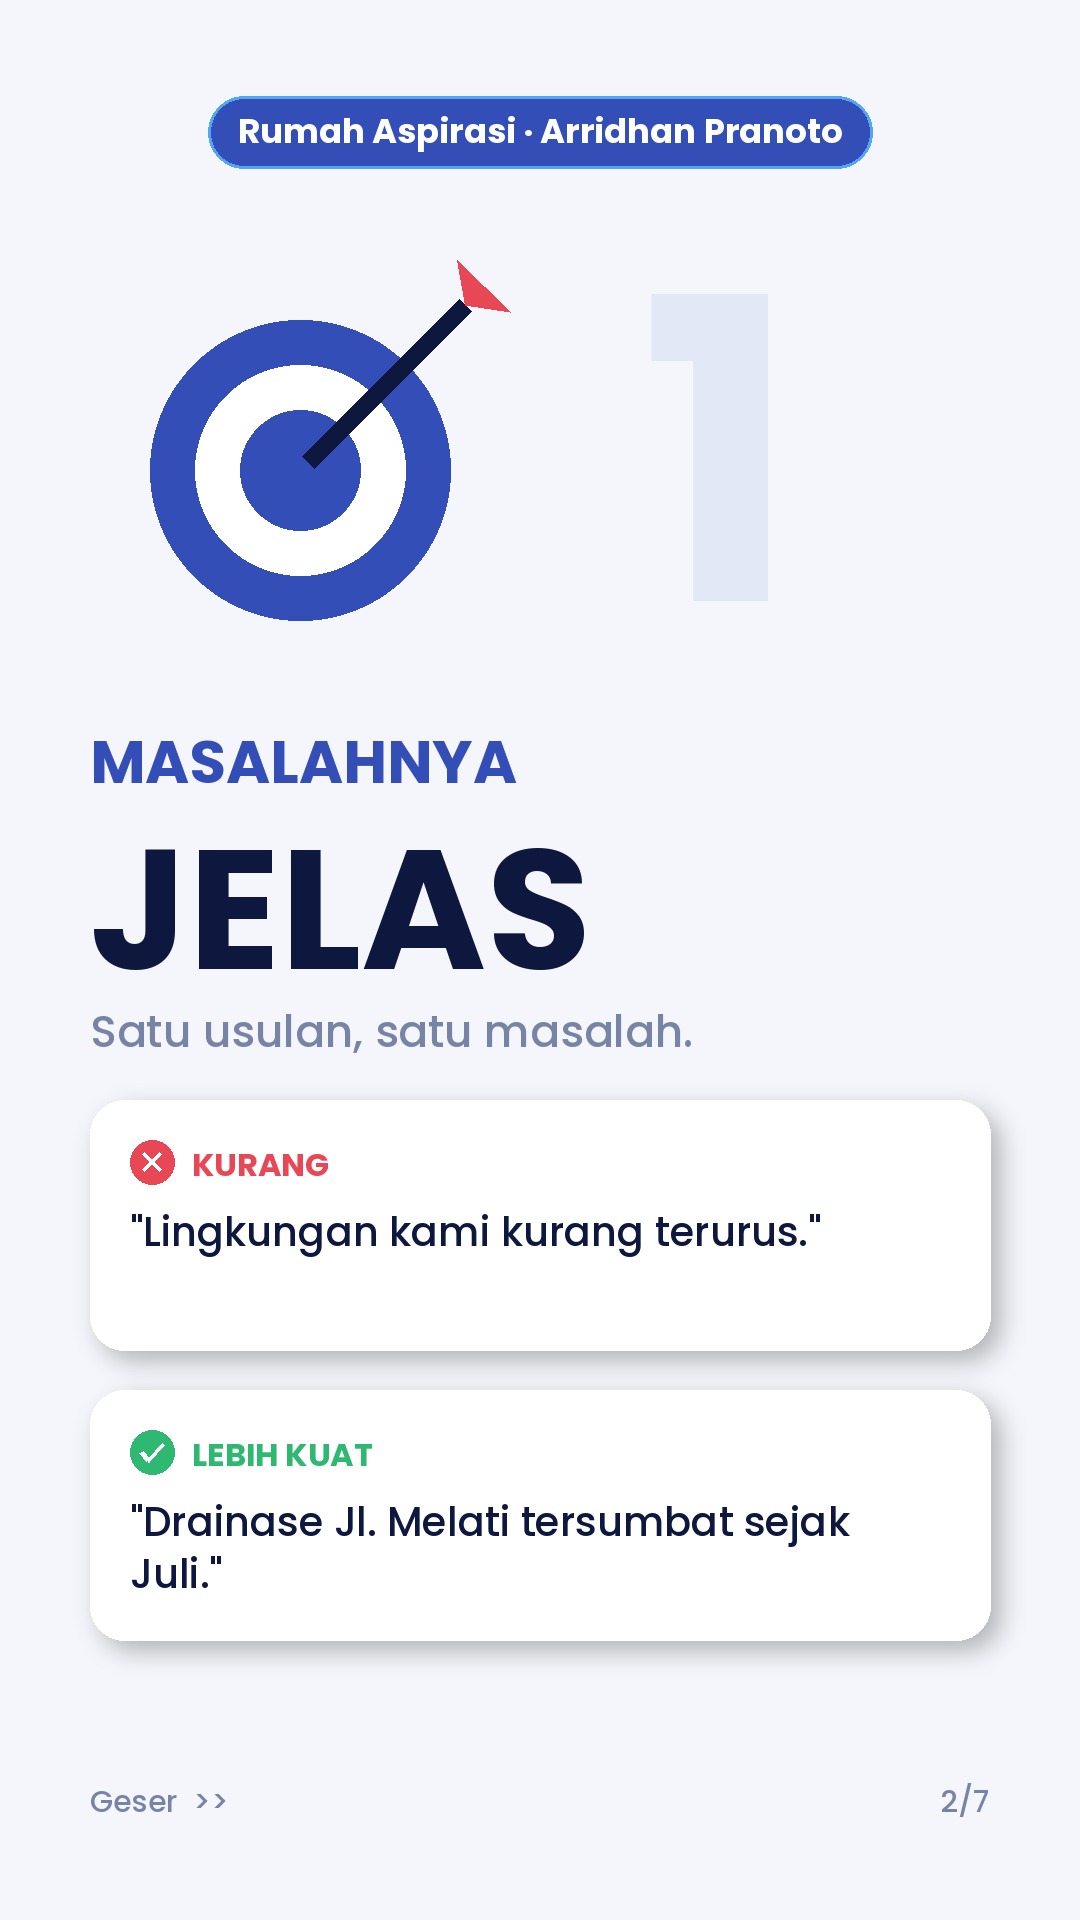 Rumah Aspirasi · Arridhan Pranoto
1
MASALAHNYA
JELAS
Satu usulan, satu masalah.
KURANG
"Lingkungan kami kurang terurus."
LEBIH KUAT
"Drainase Jl. Melati tersumbat sejak
Juli."
Geser >>
2/7